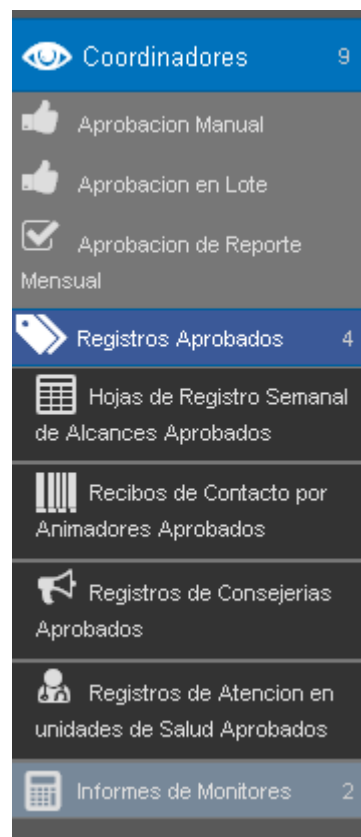 Coordinadores 9
Aprobacion Manual
Aprobacion en Lote
Aprobacion de Reporte
Mensual
Registros Aprobados 4
Hojas de Registro Semanal
de Alcances Aprobados
Recibos de Contacto por
Animadores Aprobados
Registros de Consejerias
Aprobados
Registros de Atencion en
unidades de Salud Aprobados
Informes de Monitores 2